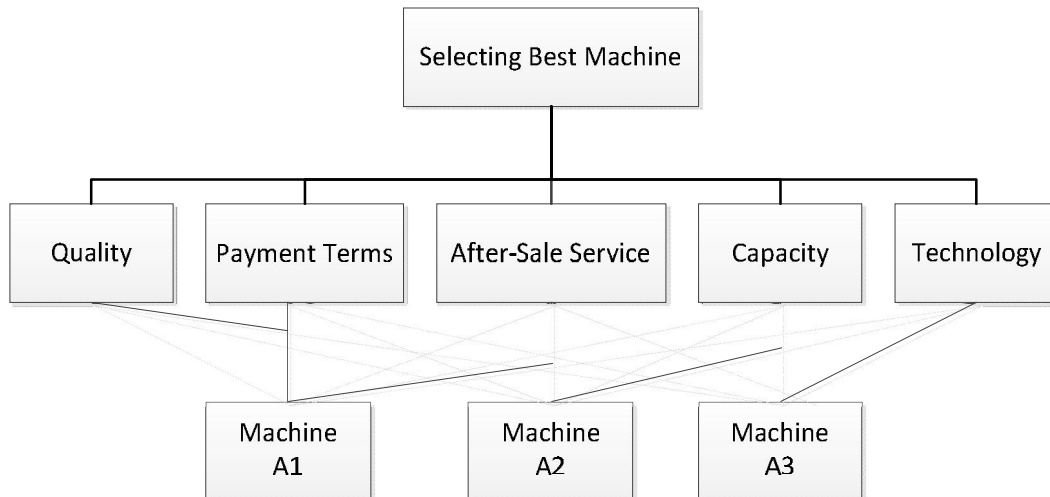 Selecting Best Machine
Quality
Payment Terms
After-Sale Service
Capacity
Technology
Machine
A1
Machine
A2
Machine
A3